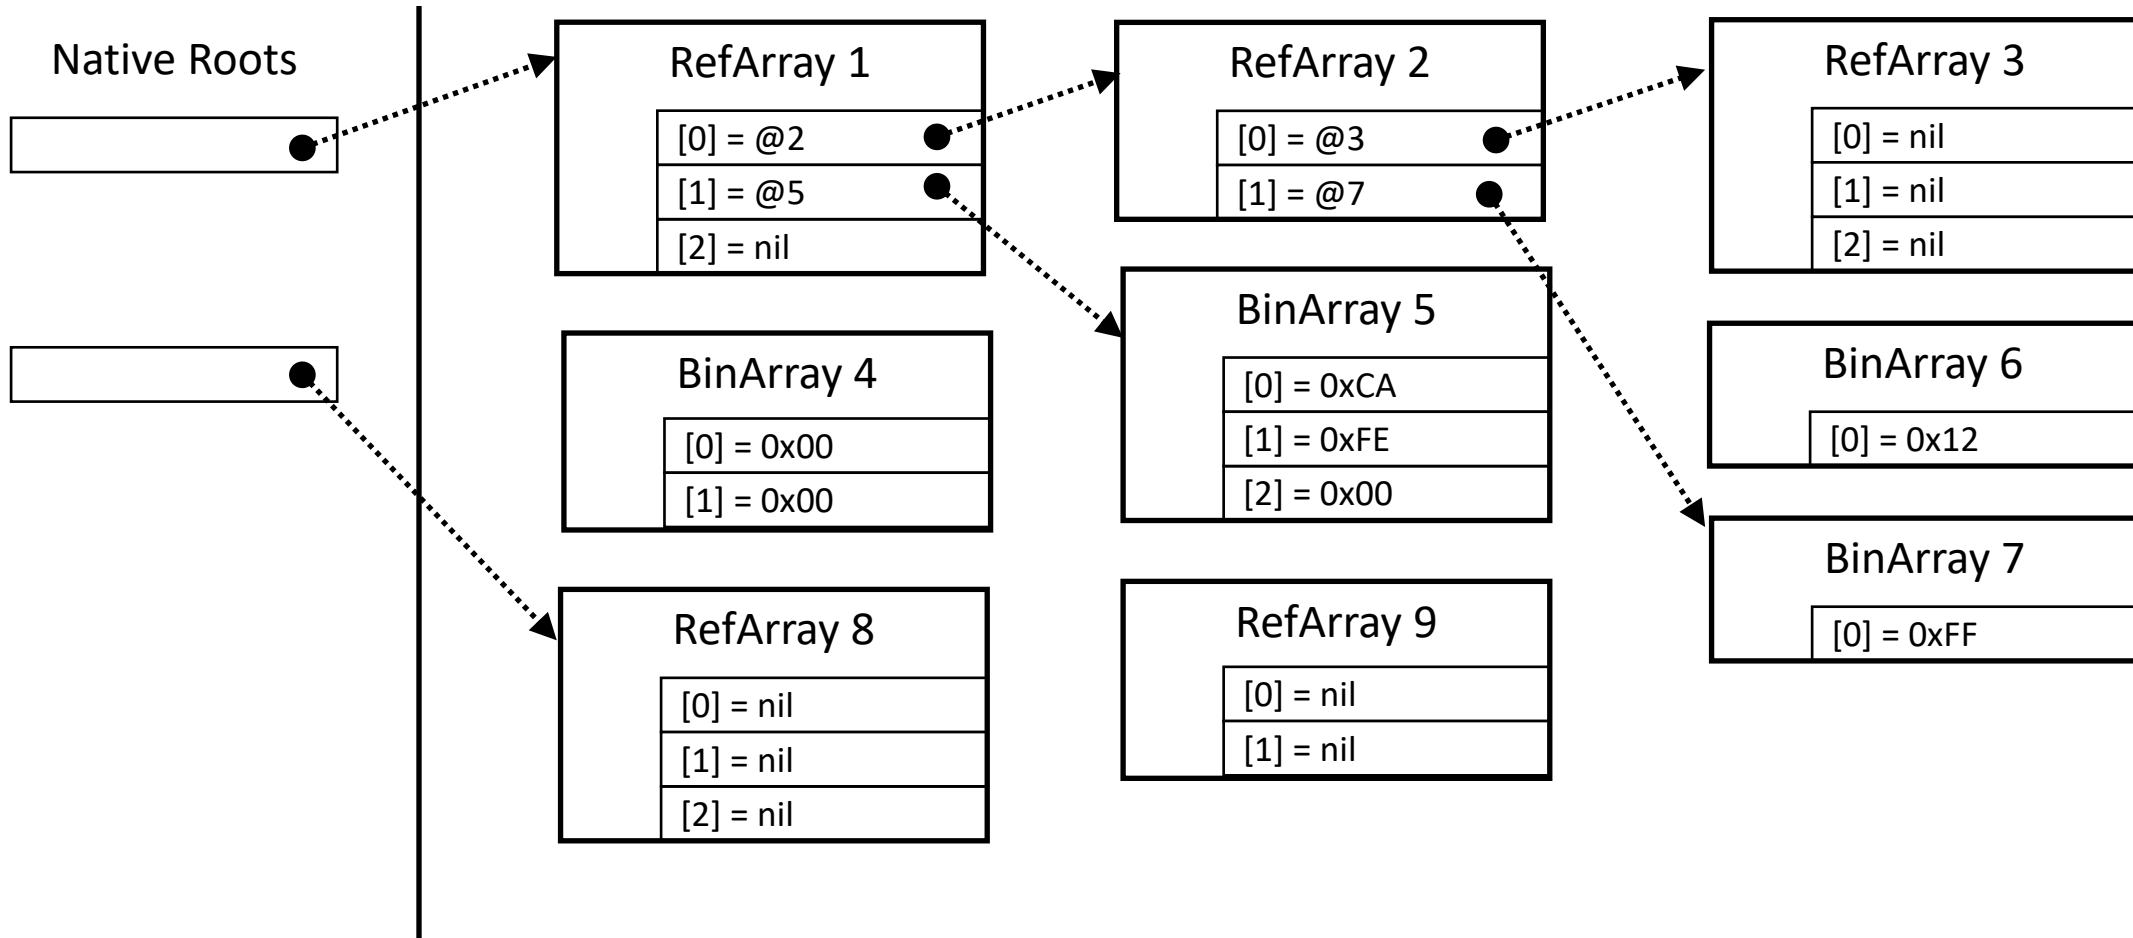 Native Roots
RefArray 1
[0] = @2
[1] = @5
[2] = nil
RefArray 2
[0] = @3
[1] = @7
RefArray 3
[0] = nil
[1] = nil
[2] = nil
BinArray 4
[0] = 0x00
[1] = 0x00
BinArray 5
[0] = 0xCA
[1] = 0xFE
[2] = 0x00
BinArray 6
[0] = 0x12
BinArray 7
[0] = 0xFF
RefArray 8
[0] = nil
[1] = nil
[2] = nil
RefArray 9
[0] = nil
[1] = nil